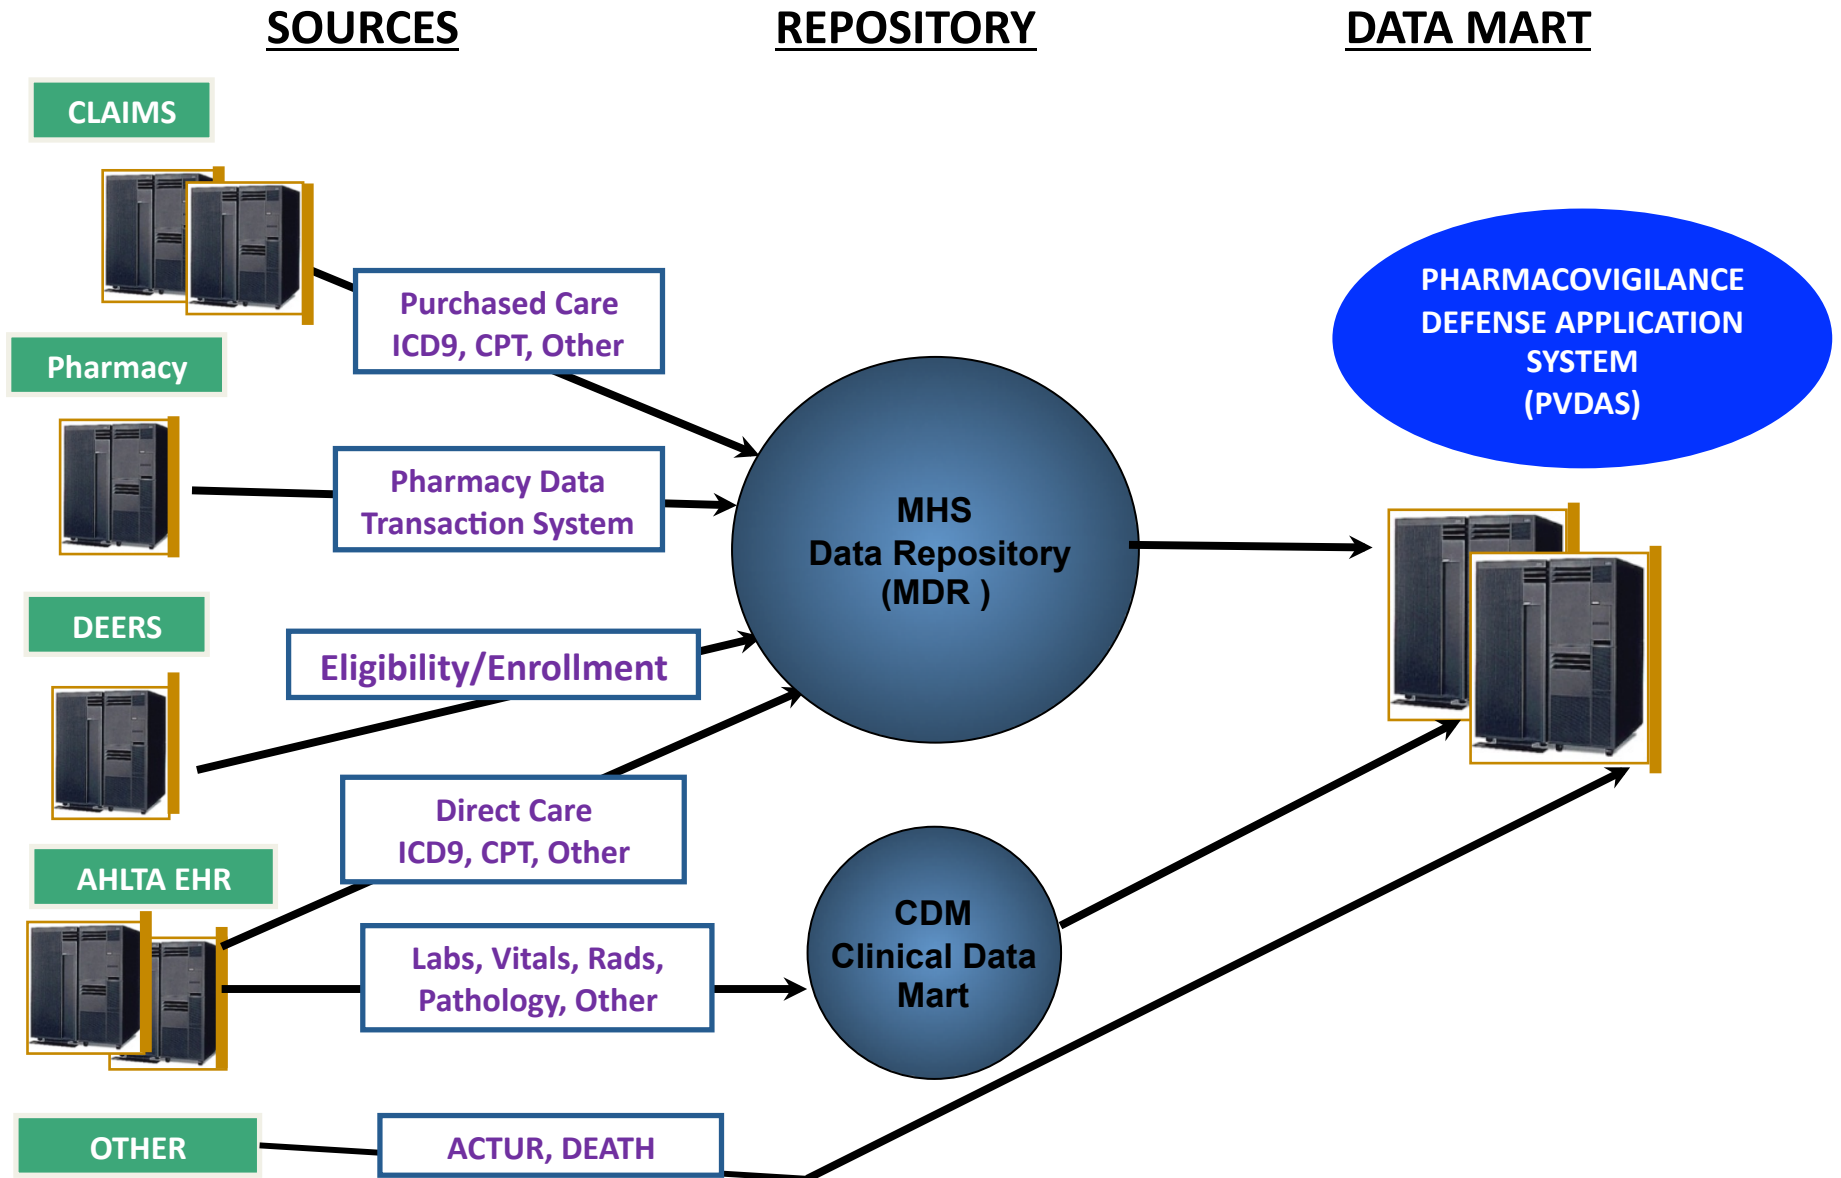 SOURCES
REPOSITORY
DATA MART
CLAIMS
Purchased Care
ICD9, CPT, Other
Pharmacy
Pharmacy Data
Transaction System
DEERS
Eligibility/Enrollment
Direct Care
ICD9, CPT, Other
AHLTA EHR
Labs, Vitals, Rads,
Pathology, Other
OTHER
ACTUR, DEATH
MHS
Data Repository
(MDR )
CDM
Clinical Data
Mart
PHARMACOVIGILANCE
DEFENSE APPLICATION
SYSTEM
(PVDAS)